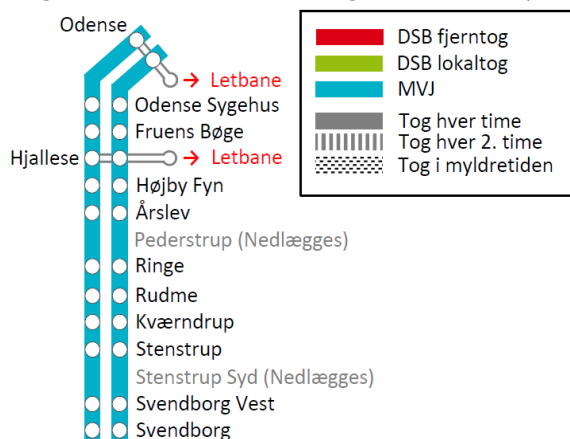 Odense
→ Letbane
Odense Sygehus
Fruens Bøge
Hjallese
→ Letbane
Højby Fyn
Årslev
Pederstrup (Nedlægges)
Ringe
Rudme
Kværndrup
Stenstrup
Stenstrup Syd (Nedlægges)
Svendborg Vest
Svendborg
DSB fjerntog
DSB lokaltog
MVJ
Tog hver time
Tog hver 2. time
Tog i myldretiden